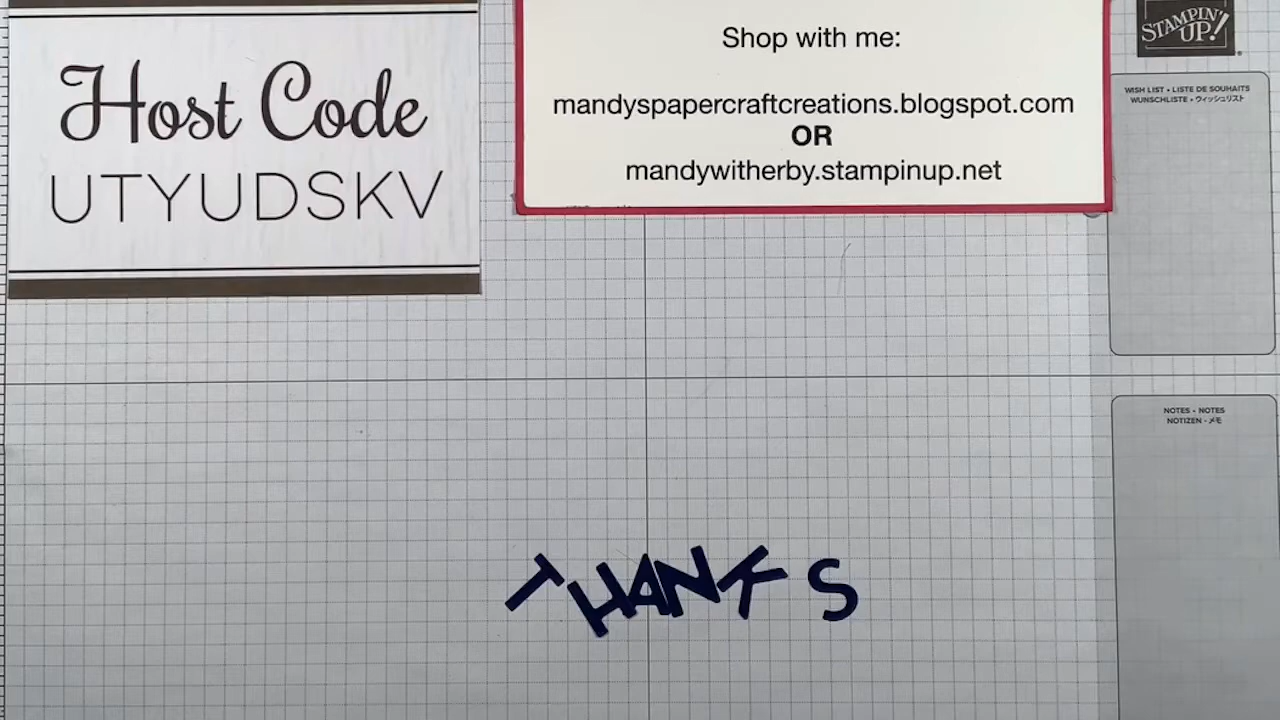 Host Code
UTYUDSKV
Shop with me:
mandyspapercraftcreations.blogspot.com
OR
mandywitherby.stampinup.net
STAMPIN'
UP!
WISH LIST • LISTE DE SOUHAITS
WUNSCHLISTE • ウィッシュリスト
NOTES • NOTES
NOTIZEN • メモ
THANKS